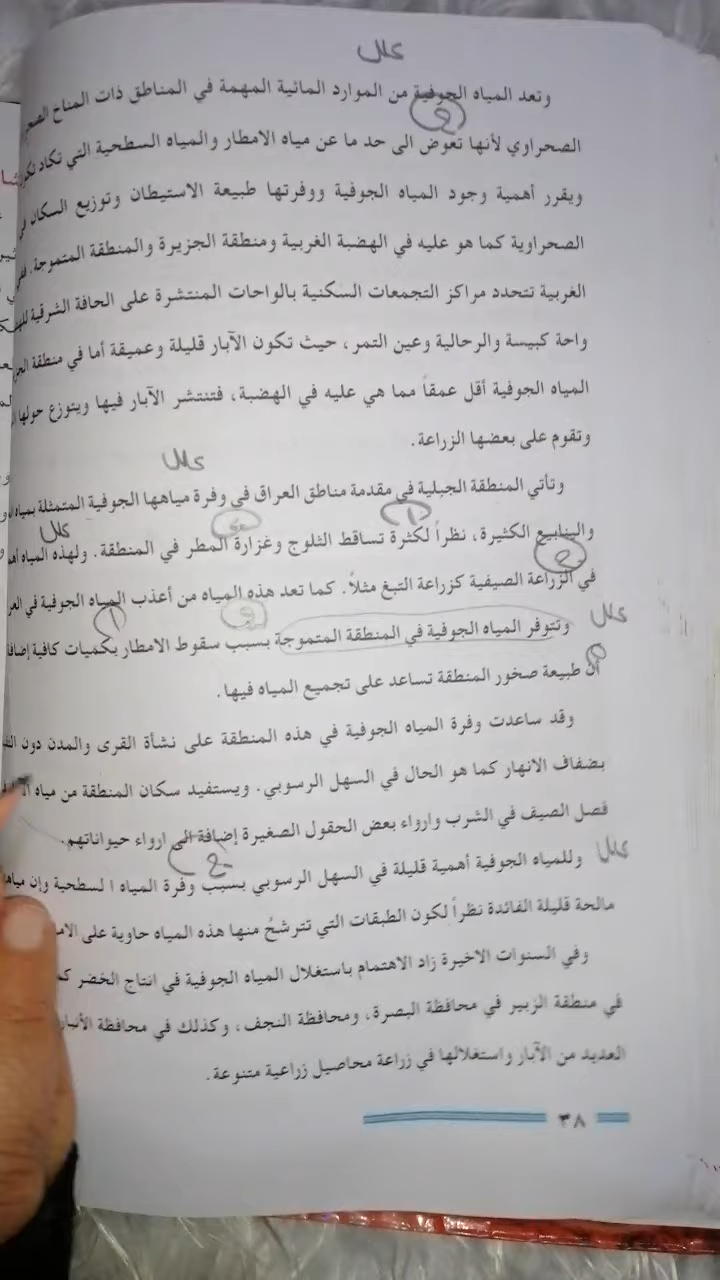 علل
وتعد المياه الجوفية من الموارد المائية المهمة في المناطق ذات المناخ
الصحراوي لأنها تعوض الى حد ما عن مياه الامطار والمياه السطحية التي تكاد
ويقرر أهمية وجود المياه الجوفية ووفرتها طبيعة الاستيطان وتوزيع السكان
الصحراوية كما هو عليه في الهضبة الغربية ومنطقة الجزيرة والمنطقة المتموجة.
الغربية تتحدد مراكز التجمعات السكنية بالواحات المنتشرة على الحافة الشرقية
واحة كبيسة والرحالية وعين التمر، حيث تكون الآبار قليلة وعميقة أما في منطقة
المياه الجوفية أقل عمقاً مما هي عليه في الهضبة، فتنتشر الآبار فيها ويتوزع حولها
وتقوم على بعضها الزراعة.
علل
وتأتي المنطقة الجبلية في مقدمة مناطق العراق في وفرة مياهها الجوفية المتمثلة
والينابيع الكثيرة، نظراً لكثرة تساقط الثلوج وغزارة المطر في المنطقة. ولهذه المياه
علل
في الزراعة الصيفية كزراعة التبغ مثلاً. كما تعد هذه المياه من أعذب المياه الجوفية في
علل
وتتوفر المياه الجوفية في المنطقة المتموجة بسبب سقوط الامطار بكميات كافية
أن طبيعة صخور المنطقة تساعد على تجميع المياه فيها.
وقد ساعدت وفرة المياه الجوفية في هذه المنطقة على نشأة القرى والمدن دون
بضفاف الانهار كما هو الحال في السهل الرسوبي. ويستفيد سكان المنطقة من مياه
فصل الصيف في الشرب وارواء بعض الحقول الصغيرة إضافة الى ارواء حيواناتهم.
علل
وللمياه الجوفية أهمية قليلة في السهل الرسوبي بسبب وفرة المياه ا لسطحية وإن
مالحة قليلة الفائدة نظراً لكون الطبقات التي تترشحُ منها هذه المياه حاوية على
وفي السنوات الاخيرة زاد الاهتمام باستغلال المياه الجوفية في انتاج الخضر
في منطقة الزبير في محافظة البصرة، ومحافظة النجف، وكذلك في محافظة الأنبار
العديد من الآبار واستغلالها في زراعة محاصيل زراعية متنوعة.
٣٨